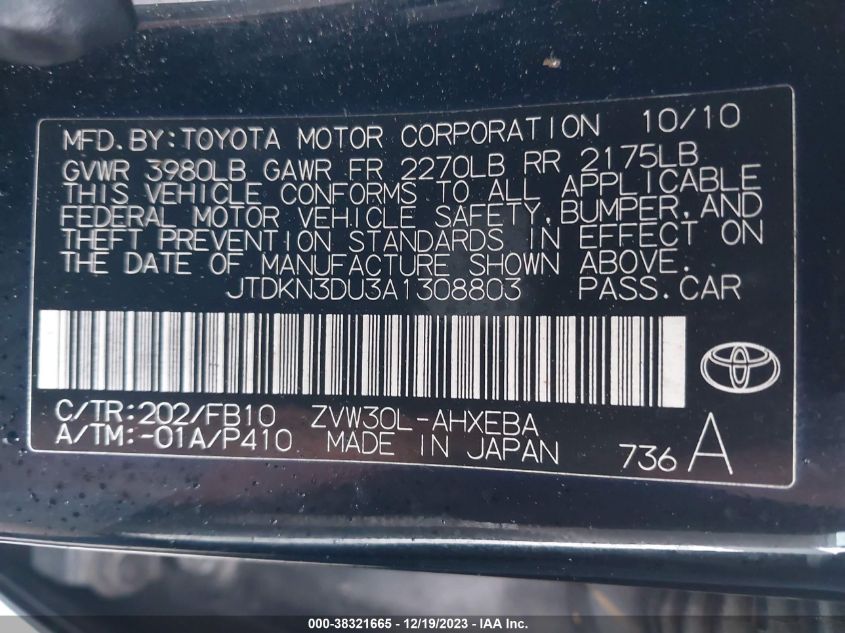 MFD. BY: TOYOTA MOTOR CORPORATION 10/10
GVWR 3980LB GAWR FR 2270LB RR 2175LB
THIS VEHICLE CONFORMS TO ALL APPLICABLE
FEDERAL MOTOR VEHICLE SAFETY, BUMPER, AND
THEFT PREVENTION STANDARDS IN EFFECT ON
THE DATE OF MANUFACTURE SHOWN ABOVE.
JTDKN3DU3A1308803 PASS. CAR
C/TR: 202/FB10 ZVW30L-AHXEBA
A/TM: -01A/P410 MADE IN JAPAN 736 A
000-38321665 - 12/19/2023 - IAA Inc.